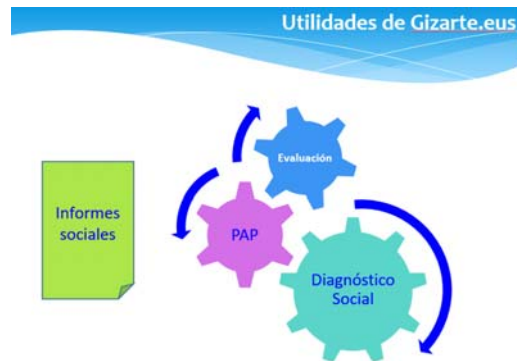 Utilidades de Gizarte.eus
Evaluación
Informes
sociales
PAP
Diagnóstico
Social